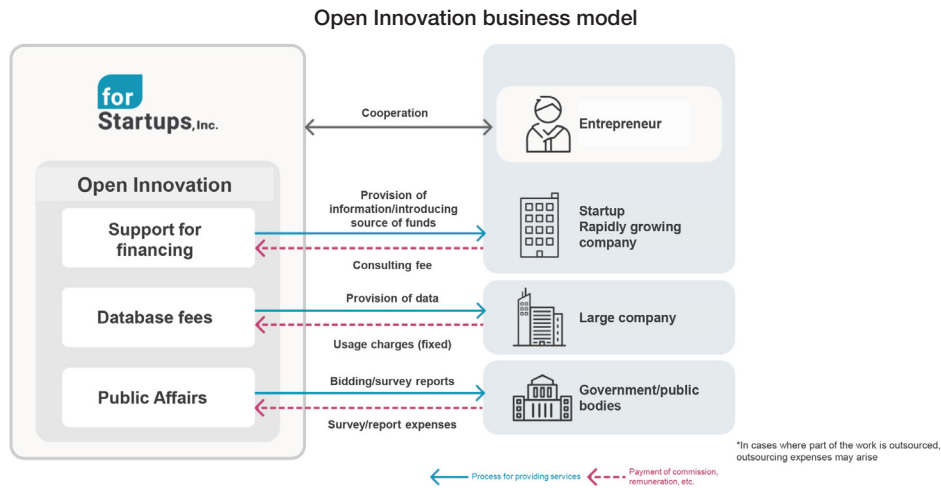 Open Innovation business model
for
Startups,Inc.
Cooperation
Entrepreneur
Open Innovation
Support for
financing
Provision of
information/introducing
source of funds
Consulting fee
Startup
Rapidly growing
company
Database fees
Provision of data
Usage charges (fixed)
Large company
Public Affairs
Bidding/survey reports
Survey/report expenses
Government/public
bodies
*In cases where part of the work is outsourced,
outsourcing expenses may arise
Process for providing services
Payment of commission,
remuneration, etc.